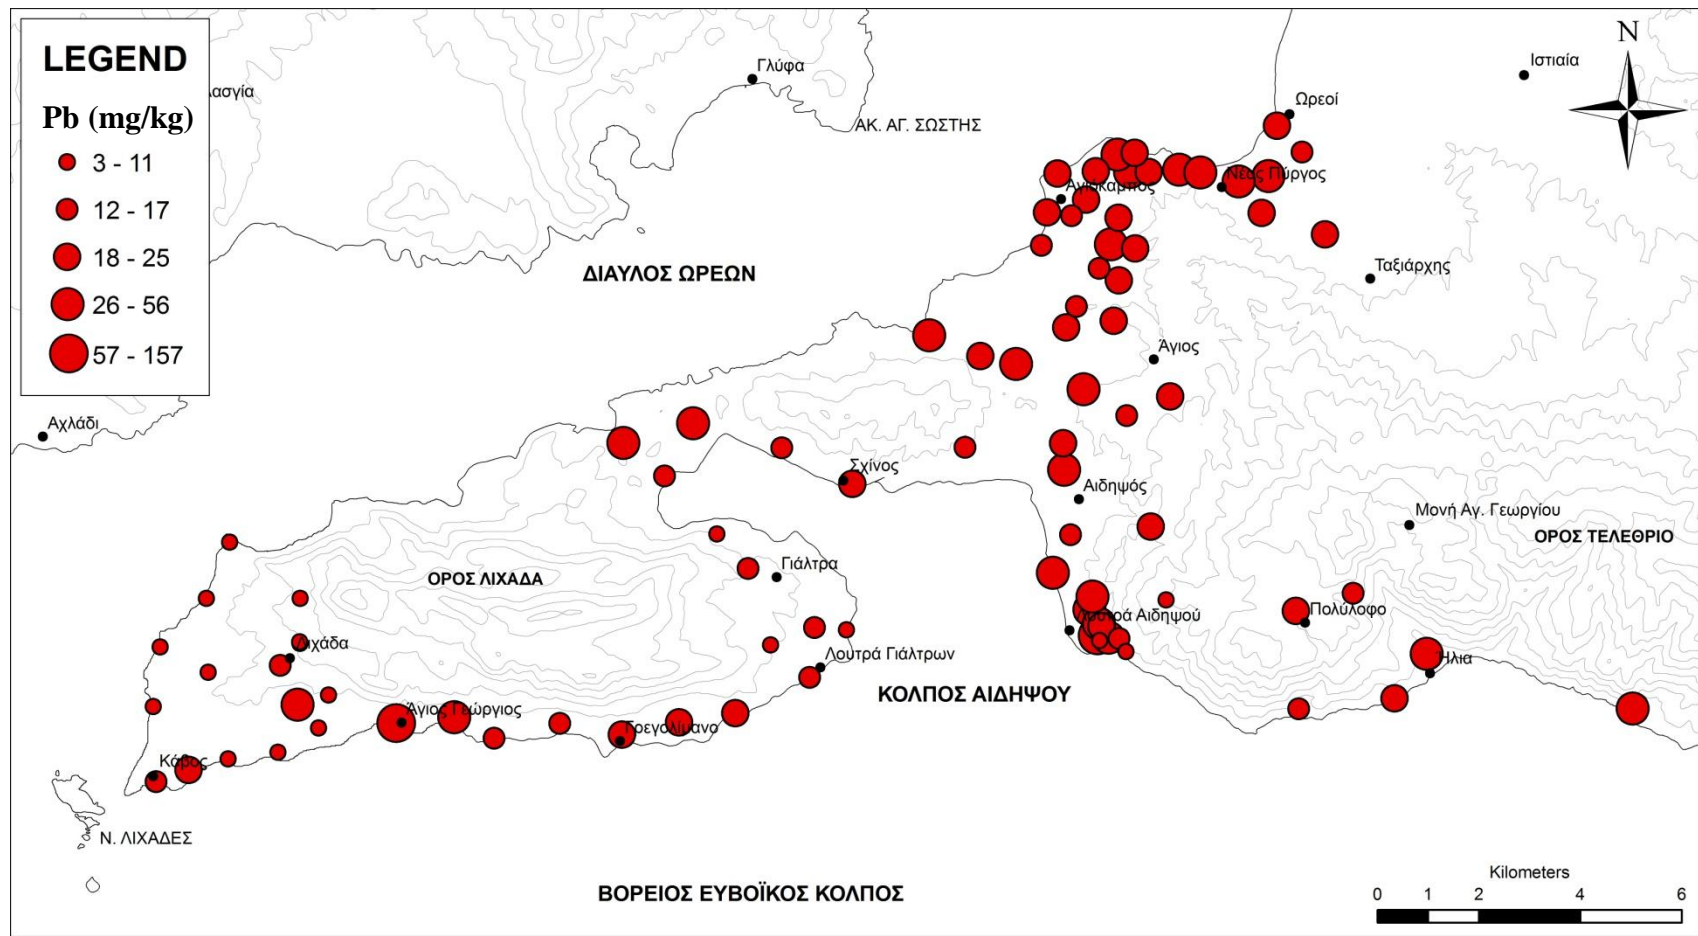 LEGEND
Pb (mg/kg)
3 - 11
12 - 17
18 - 25
26 - 56
57 - 157
N
Γλύφα
Ιστιαία
Ωρεοί
ΑΚ. ΑΓ. ΣΩΣΤΗΣ
Νέος Πύργος
Αγιόκαμπος
ΔΙΑΥΛΟΣ ΩΡΕΩΝ
Ταξιάρχης
Άγιος
Αχλάδι
Σχίνος
Αιδηψός
Μονή Αγ. Γεωργίου
ΟΡΟΣ ΤΕΛΕΘΡΙΟ
ΟΡΟΣ ΛΙΧΑΔΑ
Γιάλτρα
Πολύλοφο
Λουτρά Αιδηψού
Λιχάδα
Λουτρά Γιάλτρων
Ήλια
ΚΟΛΠΟΣ ΑΙΔΗΨΟΥ
Άγιος Γεώργιος
Γρεγολίμανο
Κάβος
Ν. ΛΙΧΑΔΕΣ
ΒΟΡΕΙΟΣ ΕΥΒΟΪΚΟΣ ΚΟΛΠΟΣ
Kilometers
0 1 2 4 6